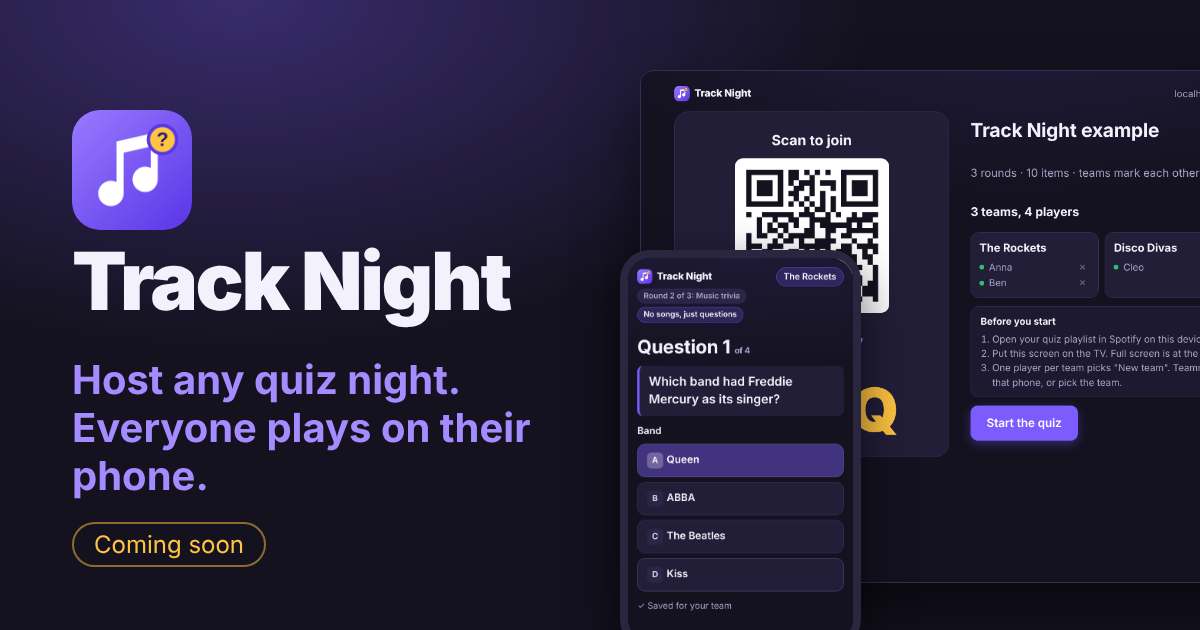 ?
Track Night
Host any quiz night.
Everyone plays on their
phone.
Coming soon
Track Night
Scan to join
Q
Track Night example
3 rounds · 10 items · teams mark each other
3 teams, 4 players
The Rockets
Anna ×
Ben ×
Disco Divas
Cleo
Before you start
1. Open your quiz playlist in Spotify on this
2. Put this screen on the TV. Full screen is at the
3. One player per team picks "New team".
that phone, or pick the team.
Start the quiz
Track Night
The Rockets
Round 2 of 3: Music trivia
No songs, just questions
Question 1 of 4
Which band had Freddie
Mercury as its singer?
Band
A Queen
B ABBA
C The Beatles
D Kiss
✓ Saved for your team